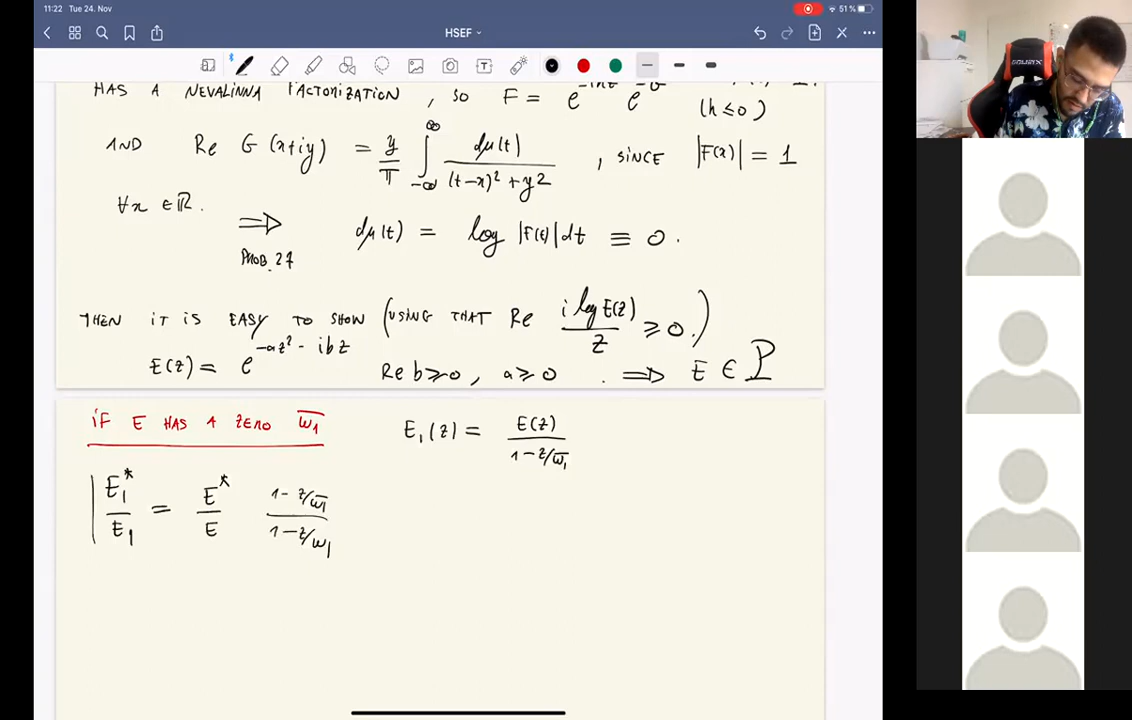 11:22 Tue 24. Nov
51 %
HSEF
HAS A NEVALINNA FACTORIZATION , SO F =
(h ≤ 0)
AND Re G(x+iy) = y/π ∫_{-∞}^{∞} dμ(t) / ((t-x)² + y²) , SINCE |F(x)| = 1
∀x ∈ ℝ.
⟹ dμ(t) = log |F(t)| dt ≡ 0.
PROB. 27
THEN IT IS EASY TO SHOW (USING THAT Re i log E(z) / z ≥ 0.)
E(z) = e^{-az² - ibz} Re b ≥ 0, a ≥ 0 . ⟹ E ∈ P
IF E HAS A ZERO w̄₁ E₁(z) = E(z) / (1 - z/w̄₁)
| E₁* / E₁ = E* / E (1 - z/w̄₁) / (1 - z/w₁)